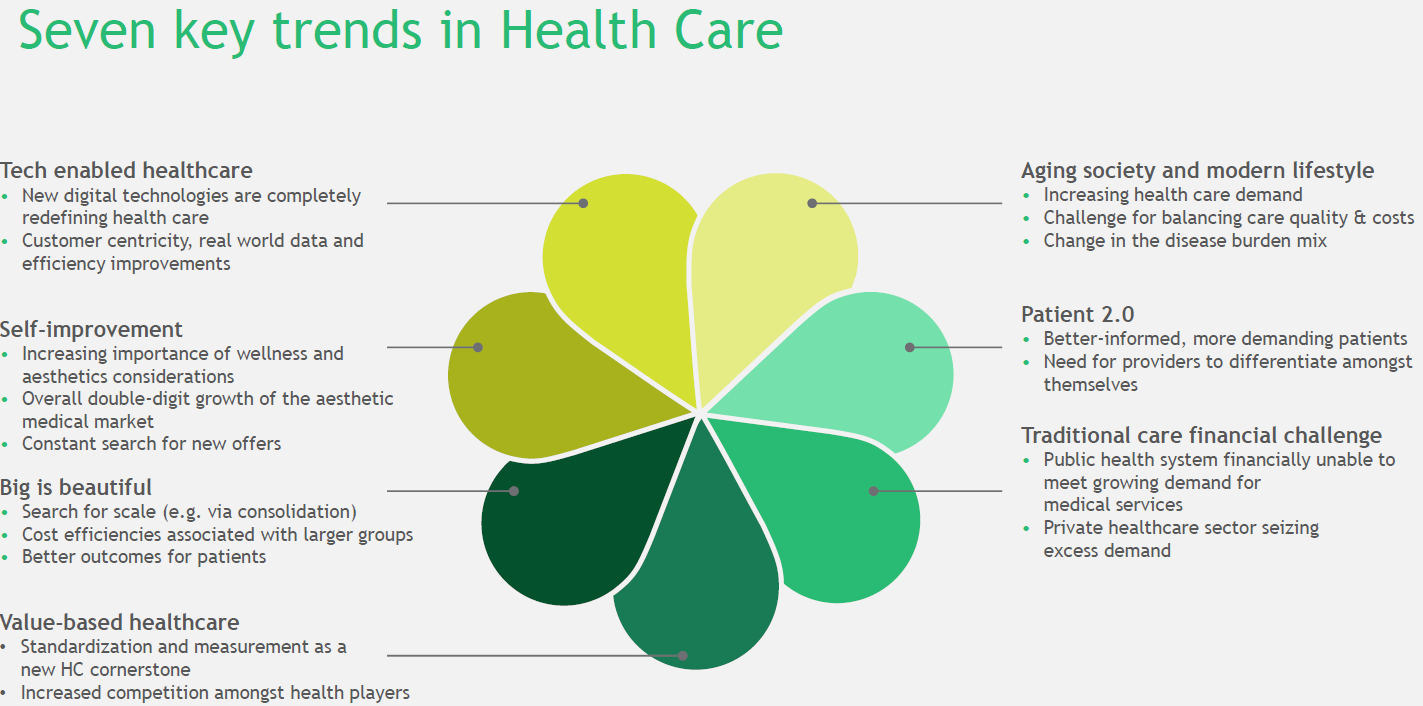 Seven key trends in Health Care
Tech enabled healthcare
• New digital technologies are completely
redefining health care
• Customer centricity, real world data and
efficiency improvements
Self-improvement
• Increasing importance of wellness and
aesthetics considerations
• Overall double-digit growth of the aesthetic
medical market
• Constant search for new offers
Big is beautiful
• Search for scale (e.g. via consolidation)
• Cost efficiencies associated with larger groups
• Better outcomes for patients
Value-based healthcare
• Standardization and measurement as a
new HC cornerstone
• Increased competition amongst health players
Aging society and modern lifestyle
• Increasing health care demand
• Challenge for balancing care quality & costs
• Change in the disease burden mix
Patient 2.0
• Better-informed, more demanding patients
• Need for providers to differentiate amongst
themselves
Traditional care financial challenge
• Public health system financially unable to
meet growing demand for
medical services
• Private healthcare sector seizing
excess demand